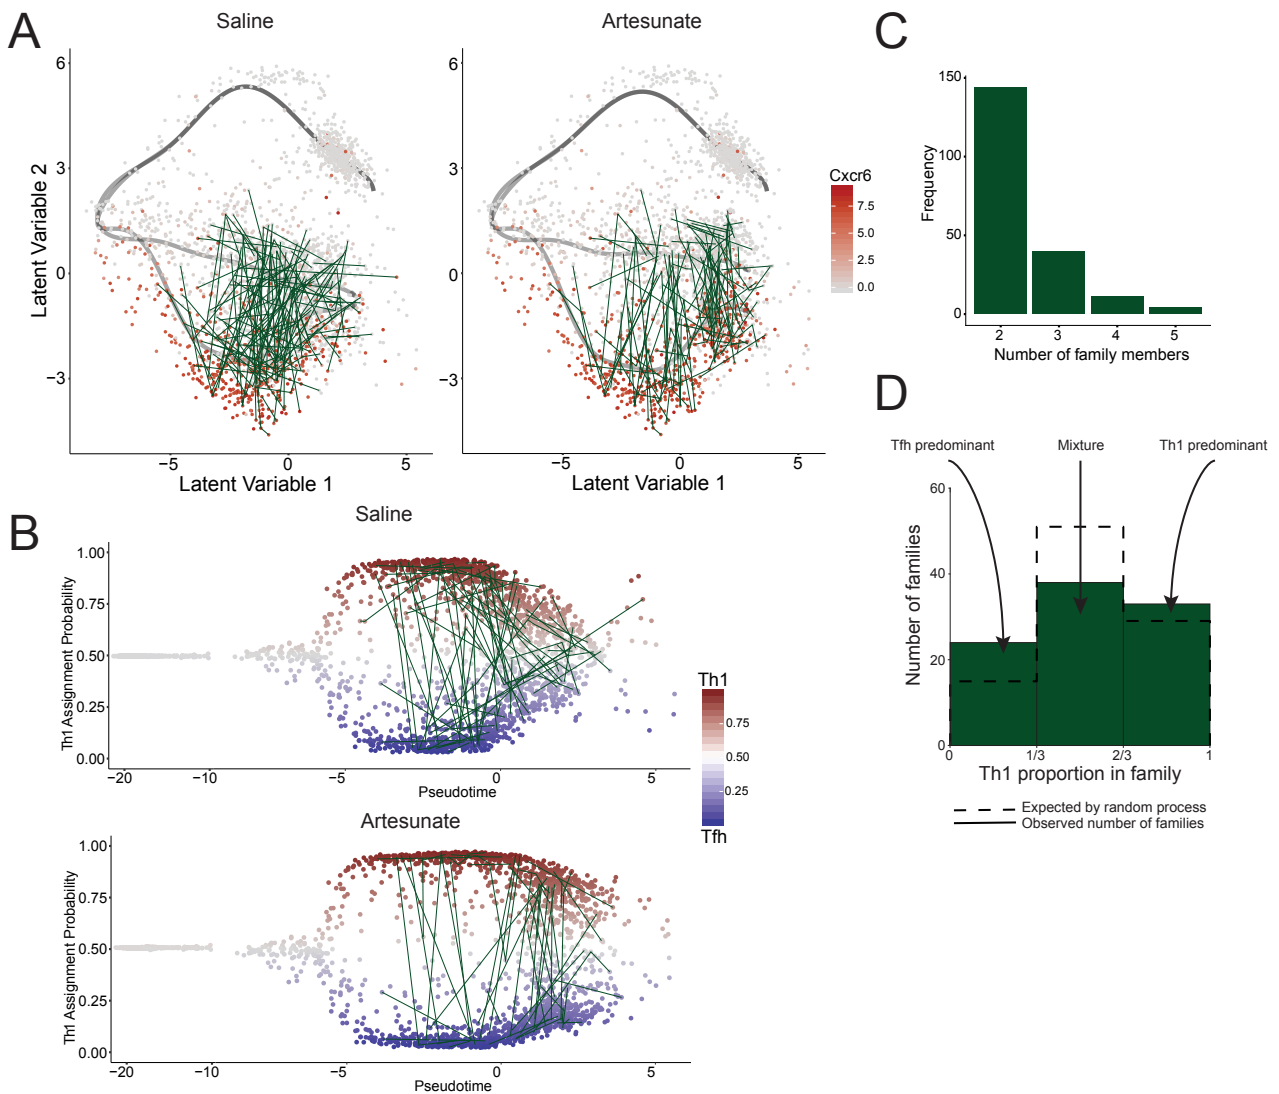 A
Saline
Artesunate
Latent Variable 2
6
3
0
−3
−5
0
5
Latent Variable 1
6
3
0
−3
−5
0
5
Latent Variable 1
Cxcr6
7.5
5.0
2.5
0.0
B
Saline
Th1 Assignment Probability
1.00
0.75
0.50
0.25
0.00
−20
−10
−5
0
5
Pseudotime
Th1
0.75
0.50
0.25
Tfh
Artesunate
Th1 Assignment Probability
1.00
0.75
0.50
0.25
0.00
−20
−10
−5
0
5
Pseudotime
C
Frequency
150
100
50
0
2
3
4
5
Number of family members
D
Tfh predominant
Mixture
Th1 predominant
Number of families
60
40
20
0
0
1/3
2/3
1
Th1 proportion in family
Expected by random process
Observed number of families